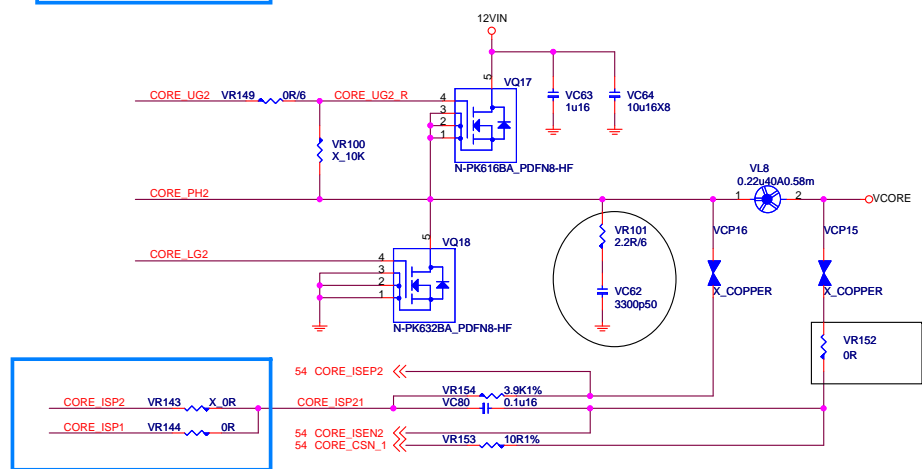 12VIN
5
VQ17
CORE_UG2 VR149 0R/6 CORE_UG2_R 4
3
2
1
VC63
1u16
VC64
10u16X8
VR100
X_10K
N-PK616BA_PDFN8-HF
CORE_PH2
VL8
0.22u40A0.58m
1 2 VCORE
5
VQ18
VR101
2.2R/6
VCP16
VCP15
CORE_LG2
4
3
2
1
VC62
3300p50
X_COPPER
X_COPPER
N-PK632BA_PDFN8-HF
VR152
0R
54 CORE_ISEP2
CORE_ISP2 VR143 X_0R CORE_ISP21
VR154 3.9K1%
VC80 0.1u16
CORE_ISP1 VR144 0R
54 CORE_ISEN2
54 CORE_CSN_1 VR153 10R1%